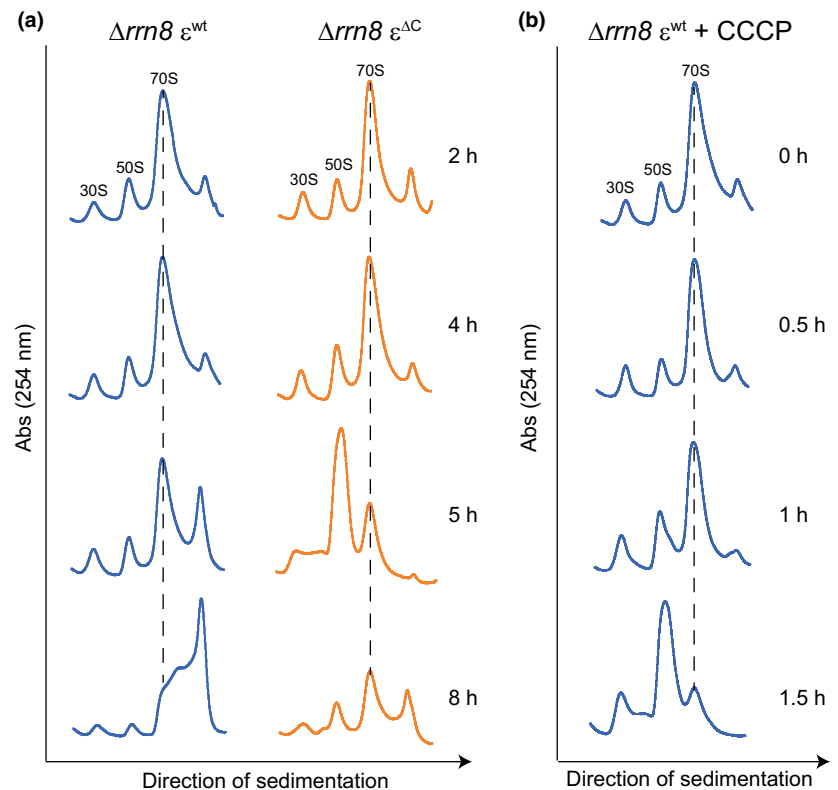 (a)
Δrrn8 ε^wt
Δrrn8 ε^ΔC
30S
50S
70S
30S
50S
70S
2 h
4 h
5 h
8 h
Abs (254 nm)
Direction of sedimentation
(b)
Δrrn8 ε^wt + CCCP
30S
50S
70S
0 h
0.5 h
1 h
1.5 h
Abs (254 nm)
Direction of sedimentation